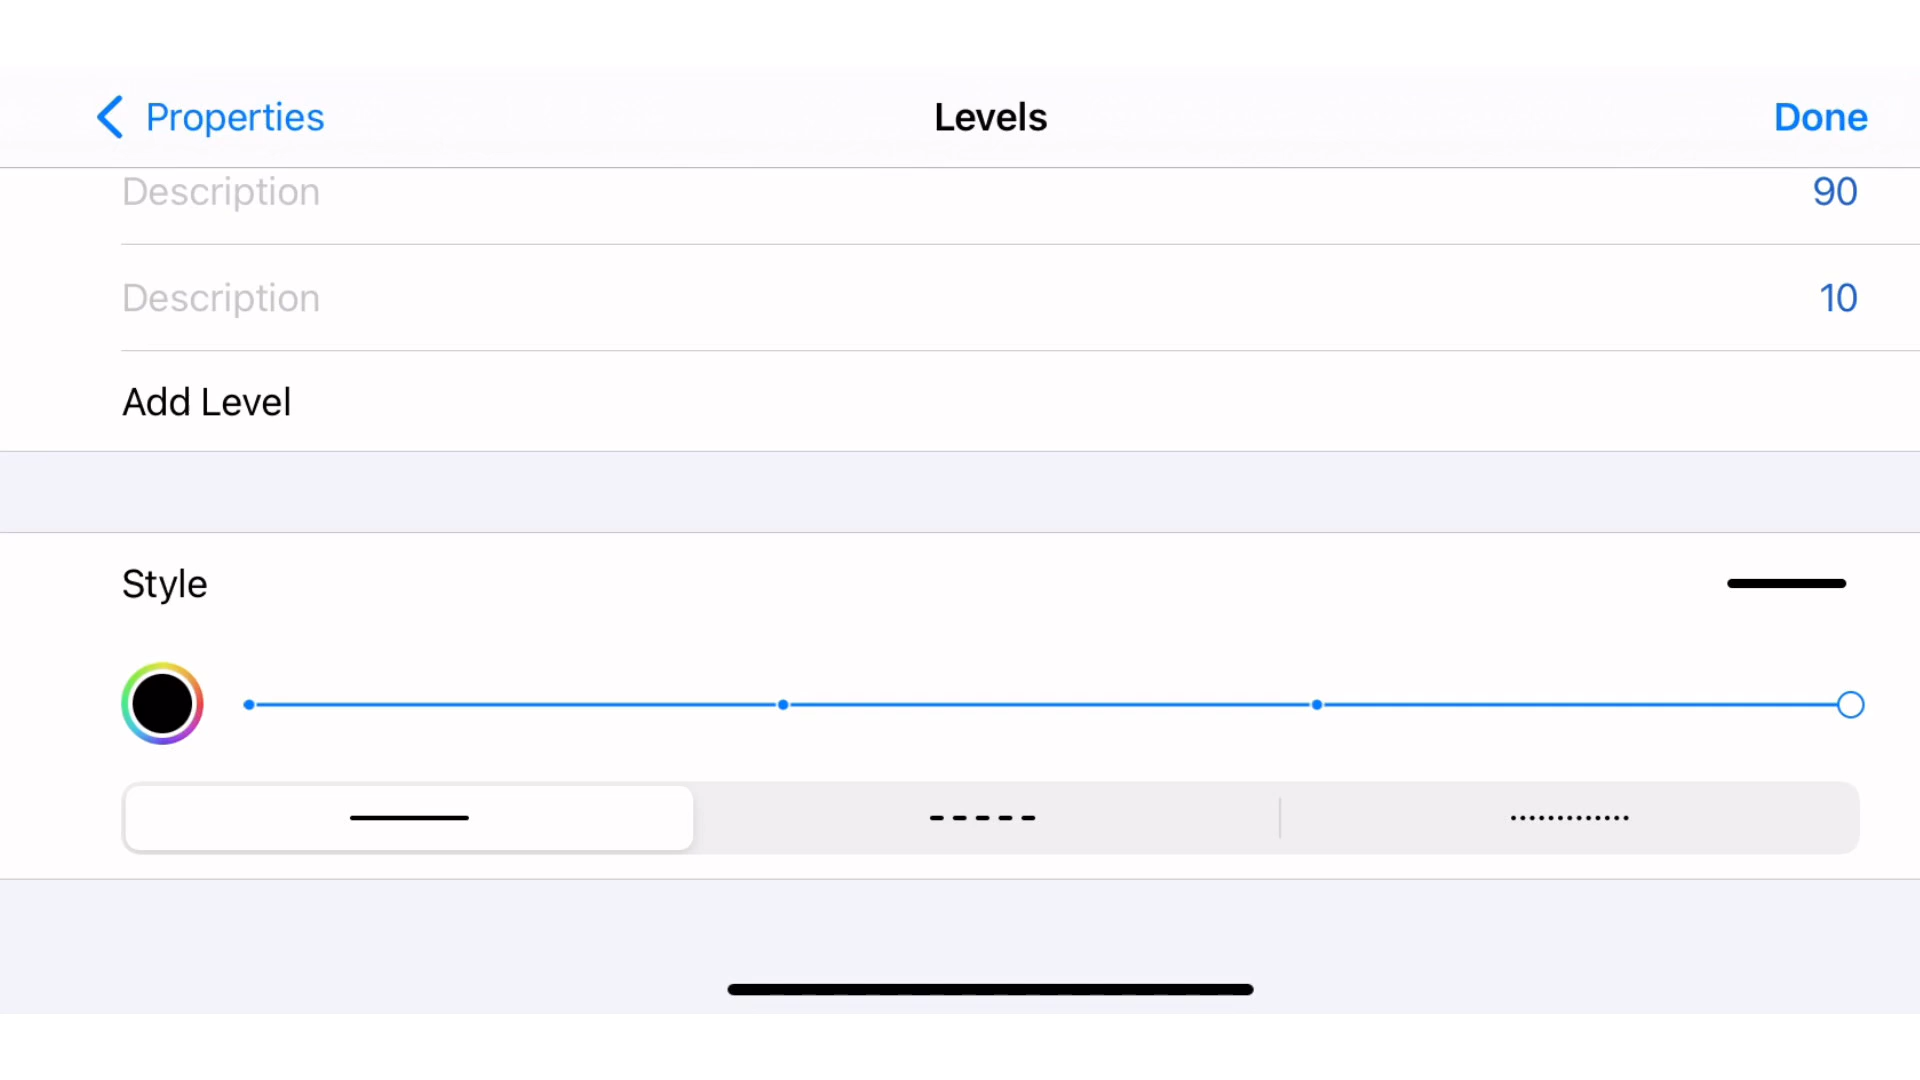 Properties
Levels
Done
Description
90
Description
10
Add Level
Style